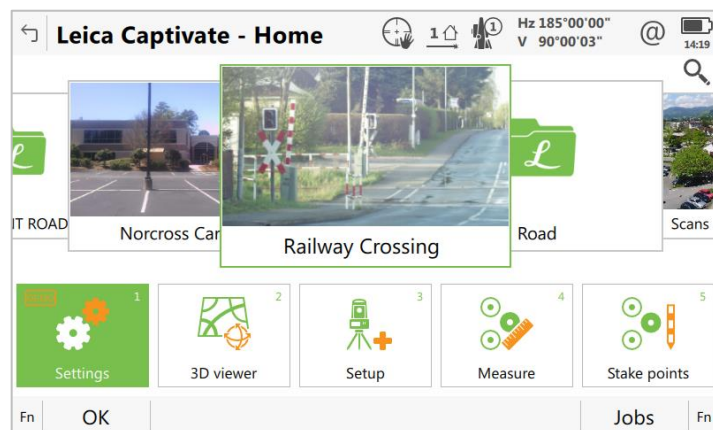 Leica Captivate - Home
1
1
Hz 185°00'00"
V 90°00'03"
@
14:19
IT ROAD
Norcross Car
Railway Crossing
Road
Scans
1
Settings
2
3D viewer
3
Setup
4
Measure
5
Stake points
Fn
OK
Jobs
Fn